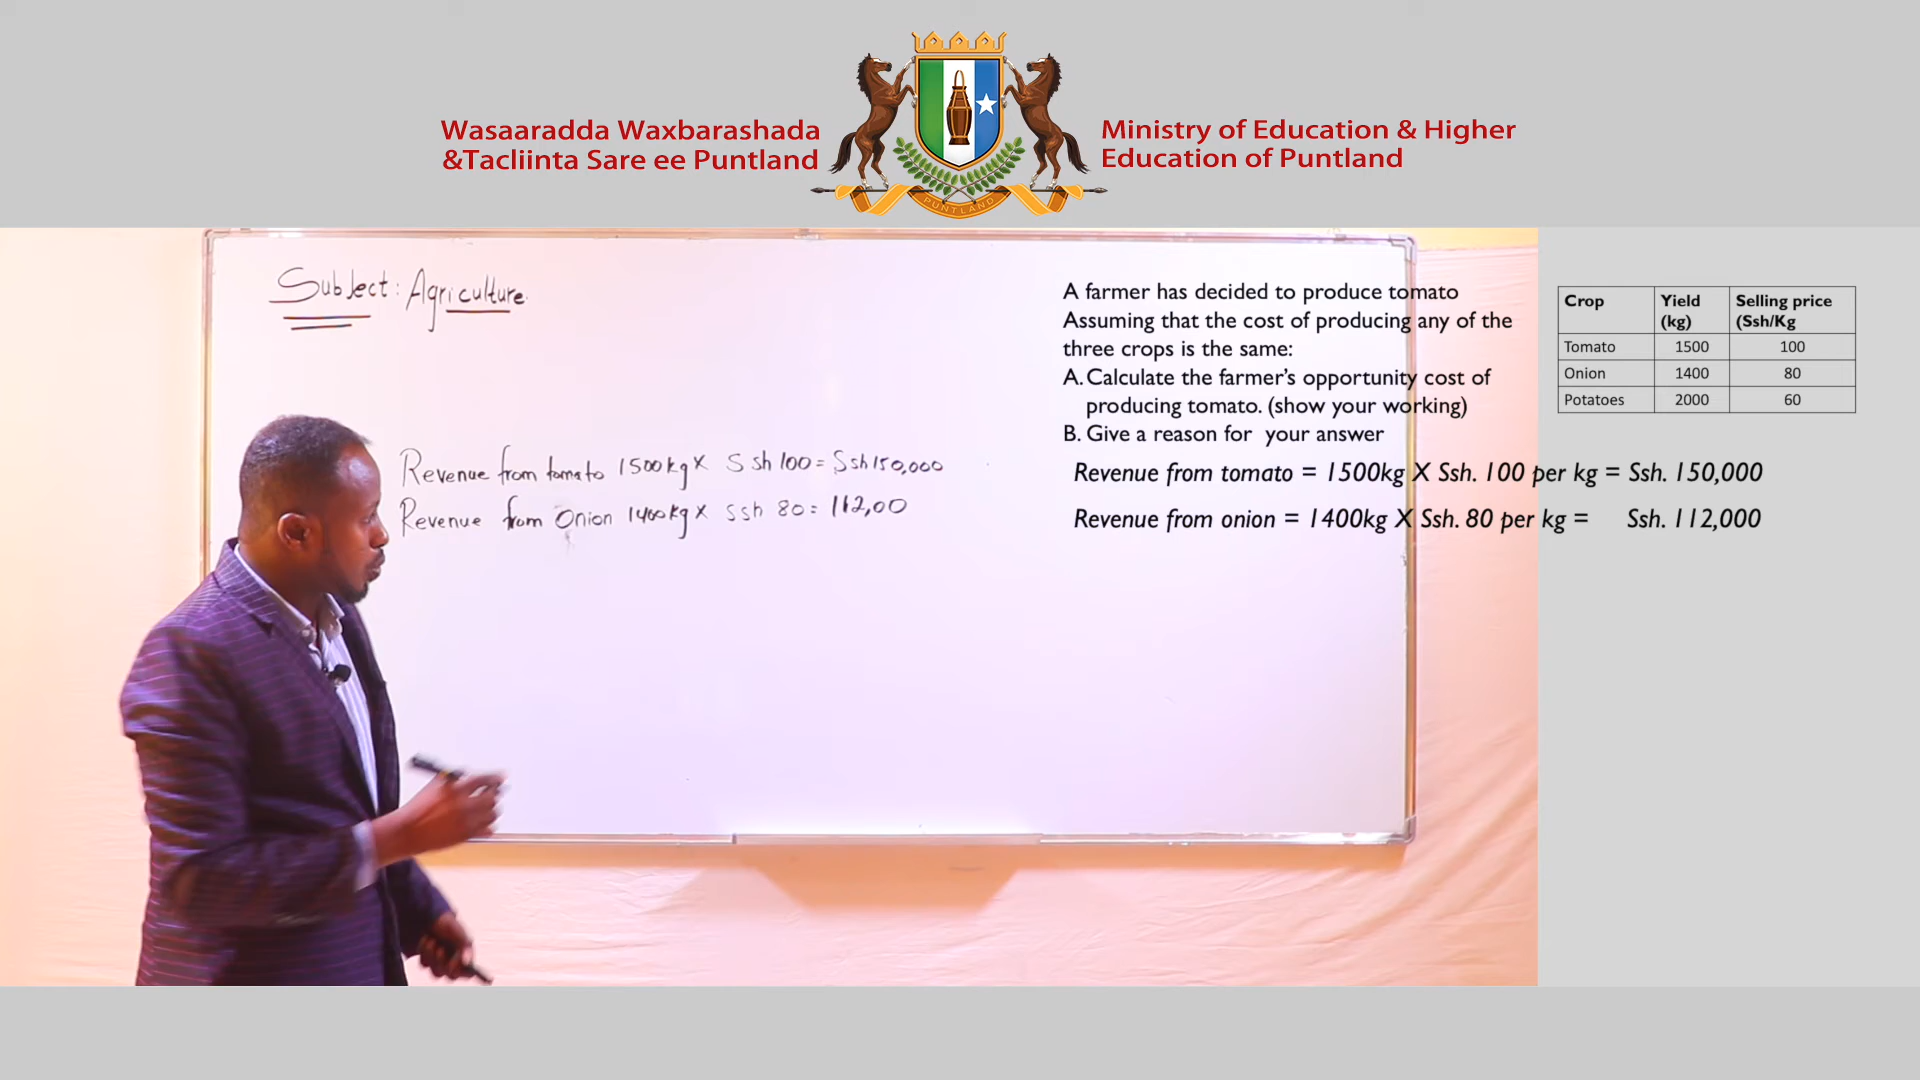 Wasaaradda Waxbarashada
&Tacliinta Sare ee Puntland
PUNTLAND
Ministry of Education & Higher
Education of Puntland
Subject: Agriculture
Revenue from tomato 1500kg x Ssh 100 = Ssh 150,000
Revenue from Onion 1400kg x Ssh 80 = 112,00
A farmer has decided to produce tomato
Assuming that the cost of producing any of the
three crops is the same:
A. Calculate the farmer's opportunity cost of
producing tomato. (show your working)
B. Give a reason for your answer
Revenue from tomato = 1500kg X Ssh. 100 per kg = Ssh. 150,000
Revenue from onion = 1400kg X Ssh. 80 per kg = Ssh. 112,000
Crop Yield (kg) Selling price (Ssh/Kg
Tomato 1500 100
Onion 1400 80
Potatoes 2000 60